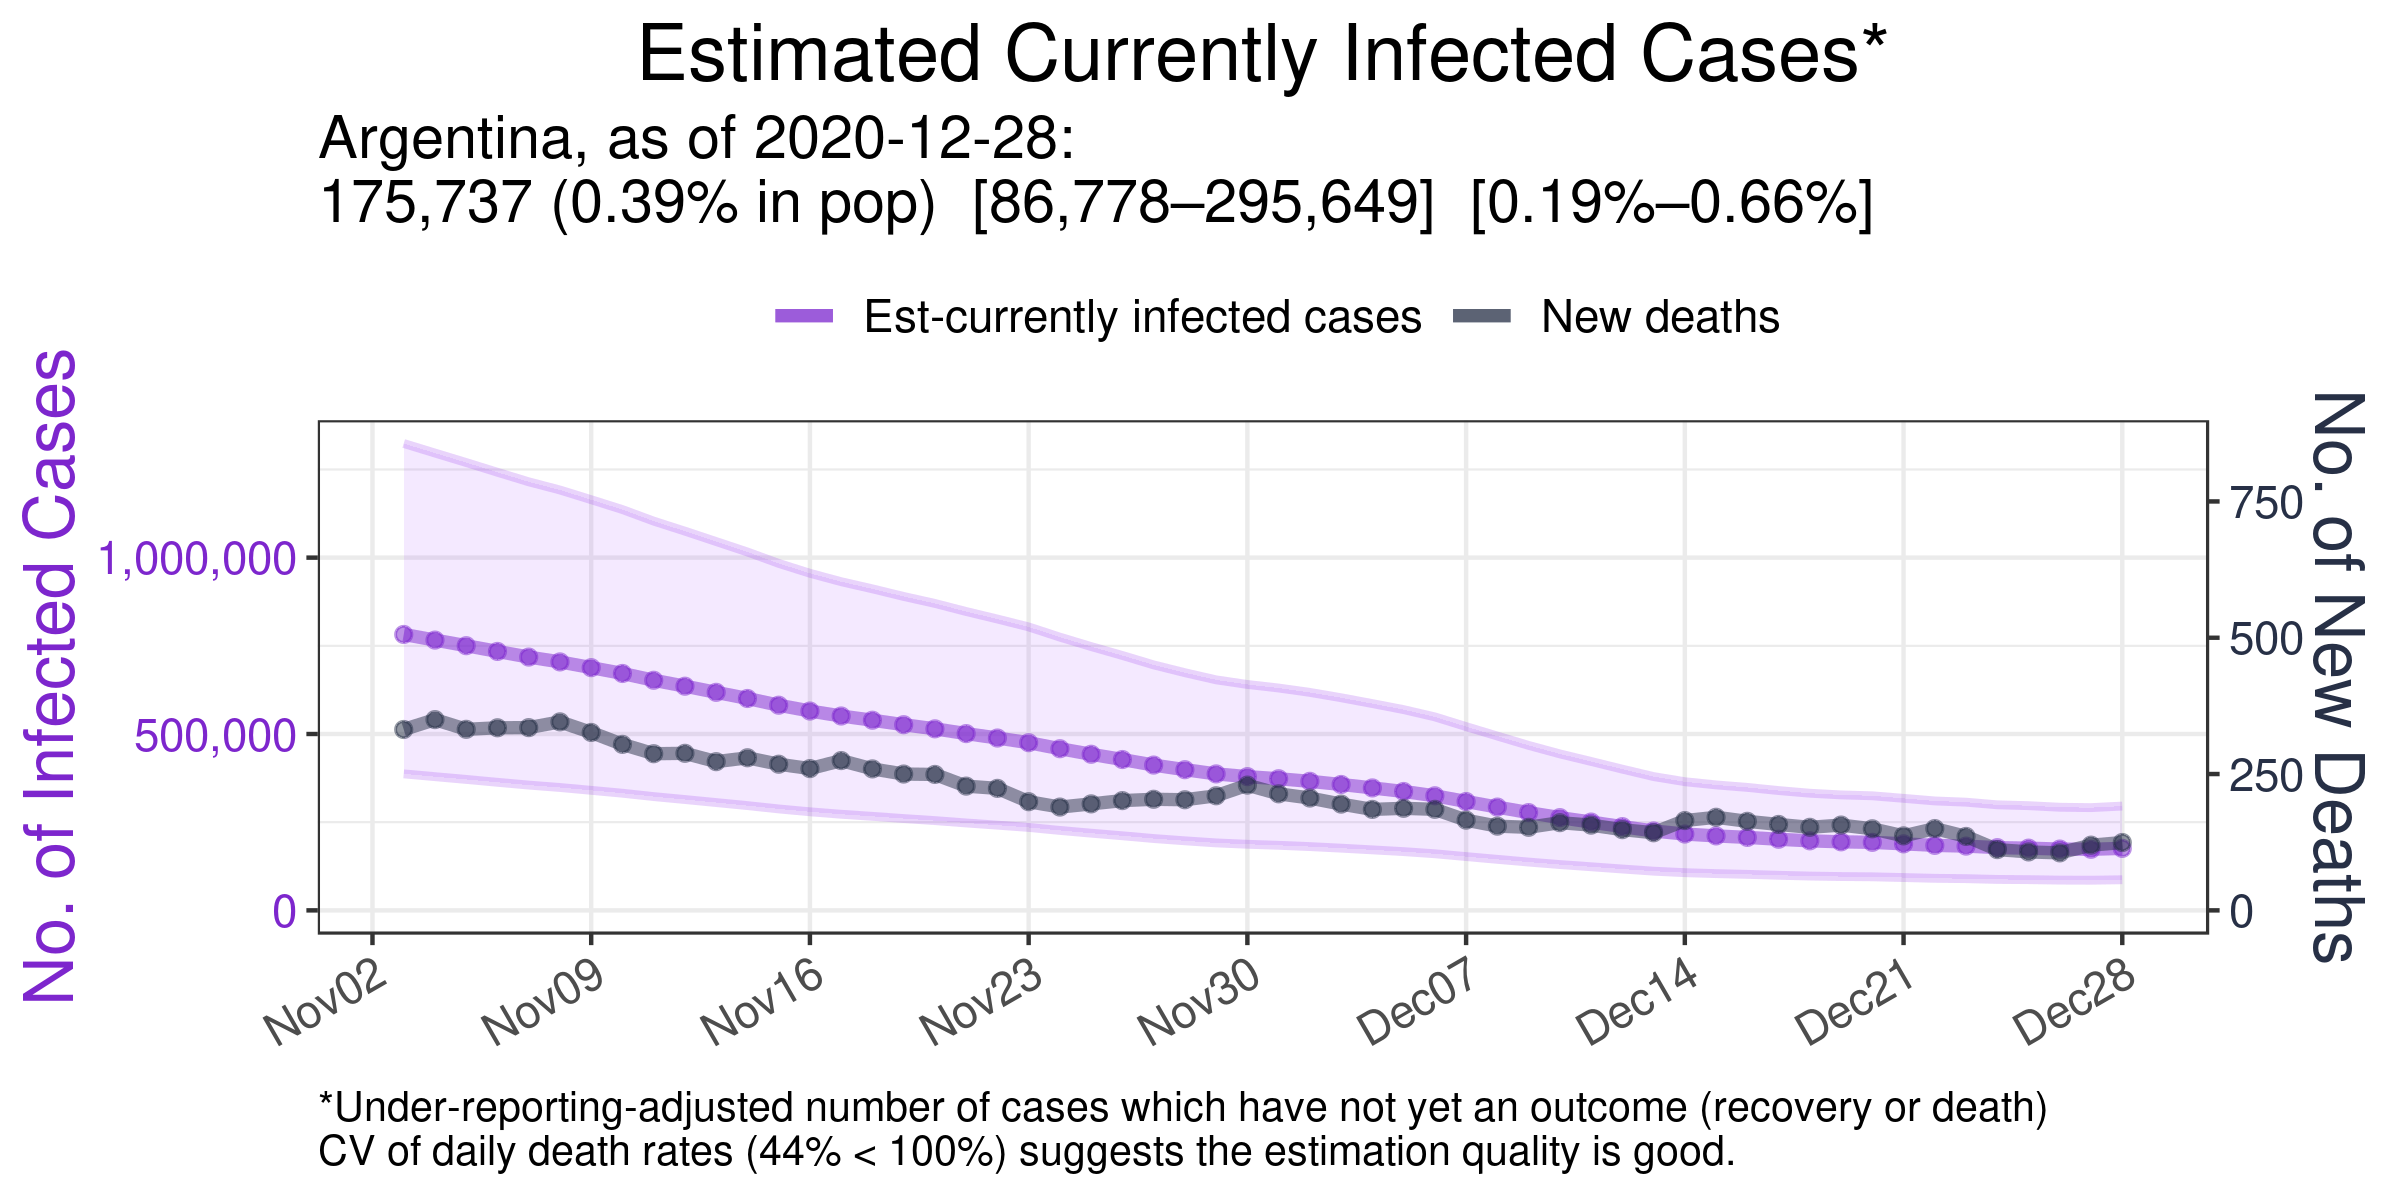 Estimated Currently Infected Cases*
Argentina, as of 2020-12-28:
175,737 (0.39% in pop)  [86,778–295,649]  [0.19%–0.66%]
Est-currently infected cases
New deaths
No. of Infected Cases
1,000,000
500,000
0
No. of New Deaths
750
500
250
0
Nov02
Nov09
Nov16
Nov23
Nov30
Dec07
Dec14
Dec21
Dec28
*Under-reporting-adjusted number of cases which have not yet an outcome (recovery or death)
CV of daily death rates (44% < 100%) suggests the estimation quality is good.